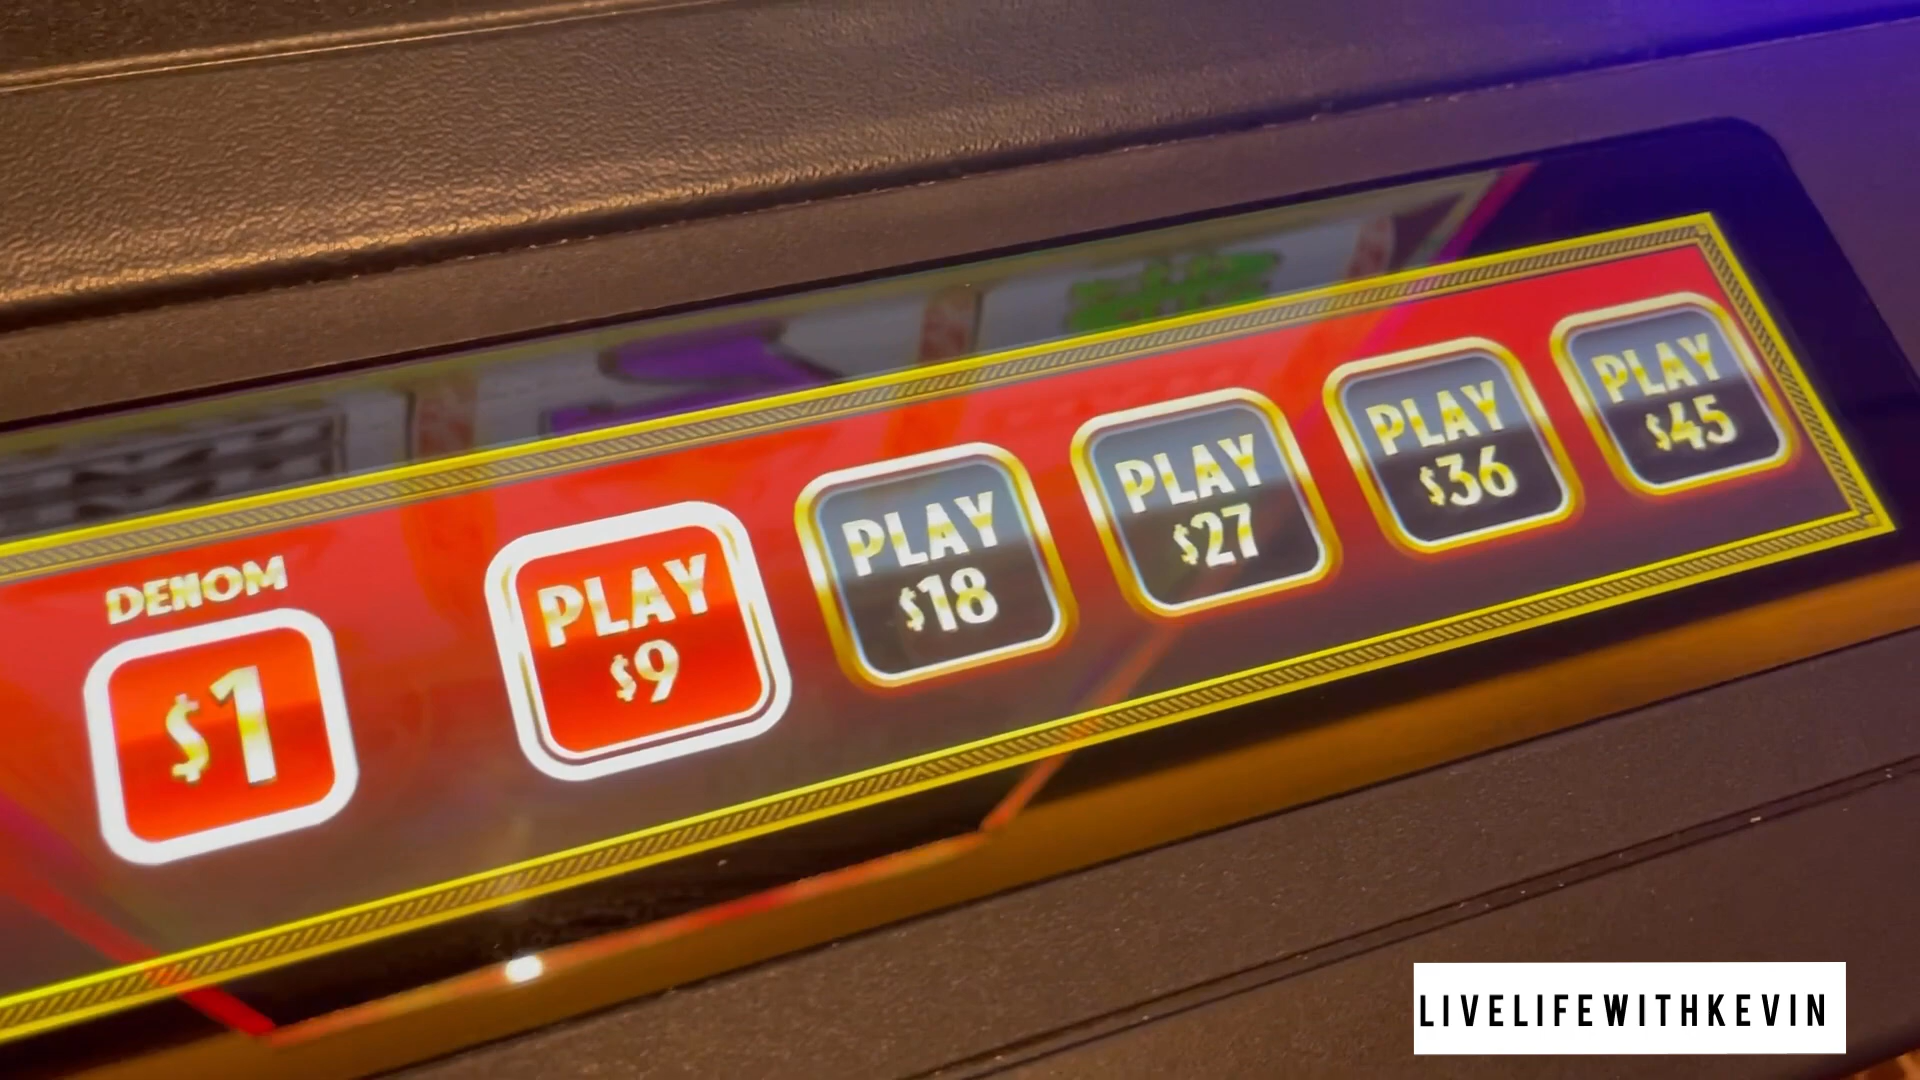 DENOM
$1
PLAY
$9
PLAY
$18
PLAY
$27
PLAY
$36
PLAY
$45
LIVELIFEWITHKEVIN